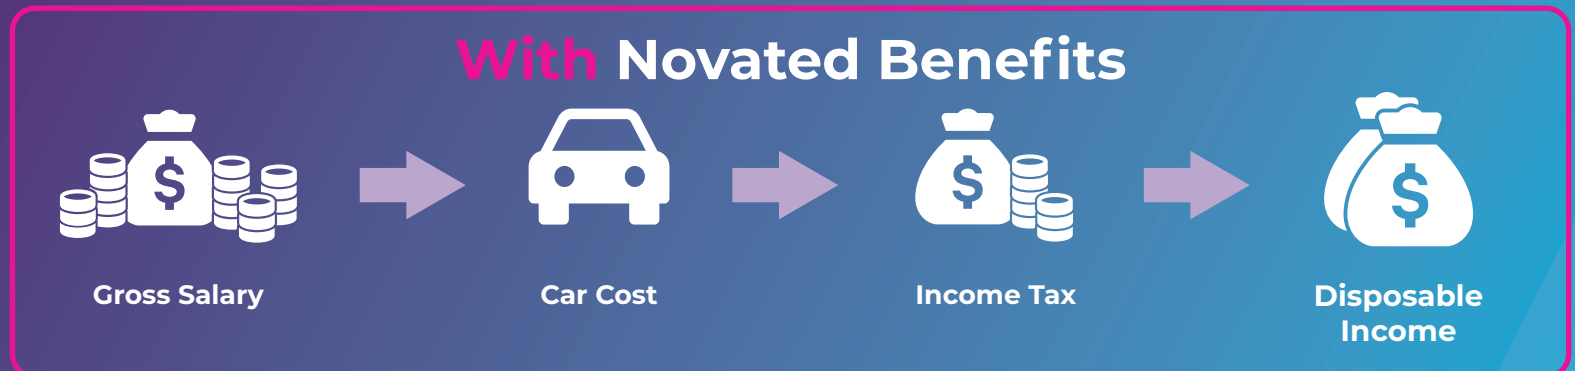 With Novated Benefits
$
$
$
Gross Salary
Car Cost
Income Tax
Disposable
Income